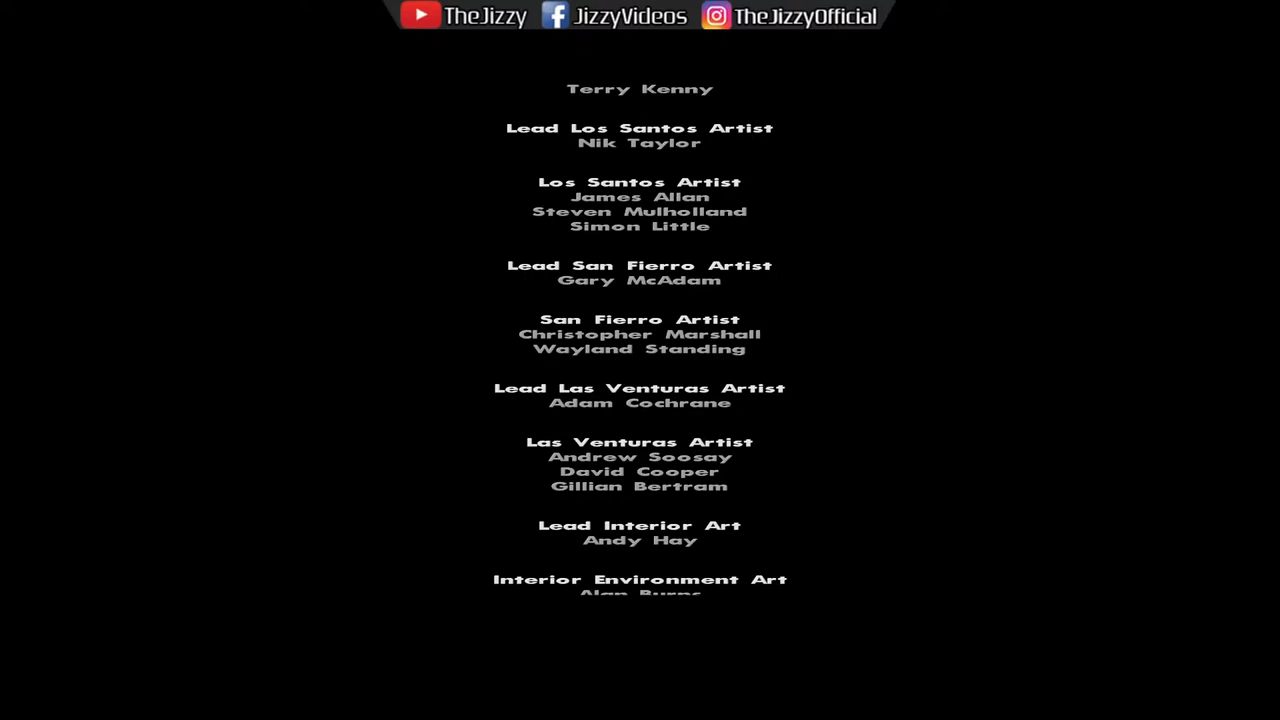 TheJizzy JizzyVideos TheJizzyOfficial
Terry Kenny
Lead Los Santos Artist
Nik Taylor
Los Santos Artist
James Allan
Steven Mulholland
Simon Little
Lead San Fierro Artist
Gary McAdam
San Fierro Artist
Christopher Marshall
Wayland Standing
Lead Las Venturas Artist
Adam Cochrane
Las Venturas Artist
Andrew Soosay
David Cooper
Gillian Bertram
Lead Interior Art
Andy Hay
Interior Environment Art
Alan Burns